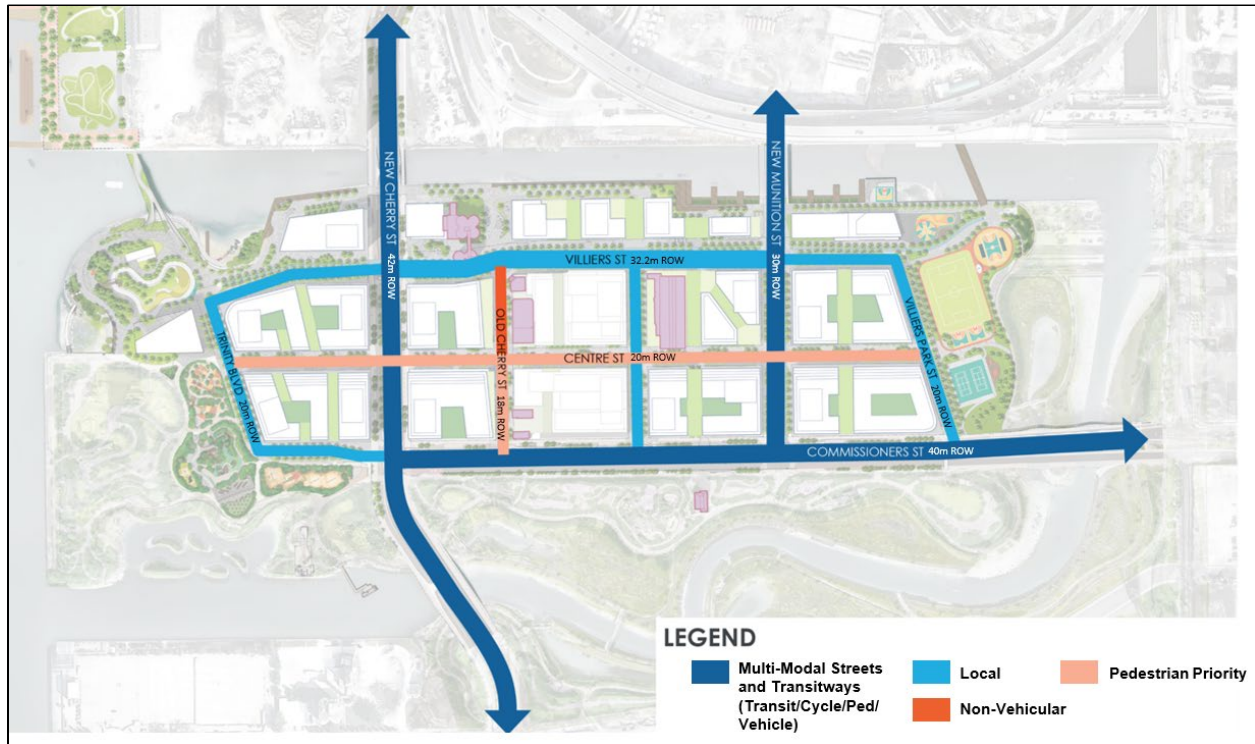 NEW CHERRY ST 42m ROW
NEW MUNITION ST 30m ROW
VILLIERS ST 32.2m ROW
OLD CHERRY ST 18m ROW
CENTRE ST 20m ROW
TRINITY BLVD 20m ROW
VILLIERS PARK ST 20m ROW
COMMISSIONERS ST 40m ROW
LEGEND
Multi-Modal Streets
and Transitways
(Transit/Cycle/Ped/
Vehicle)
Local
Non-Vehicular
Pedestrian Priority